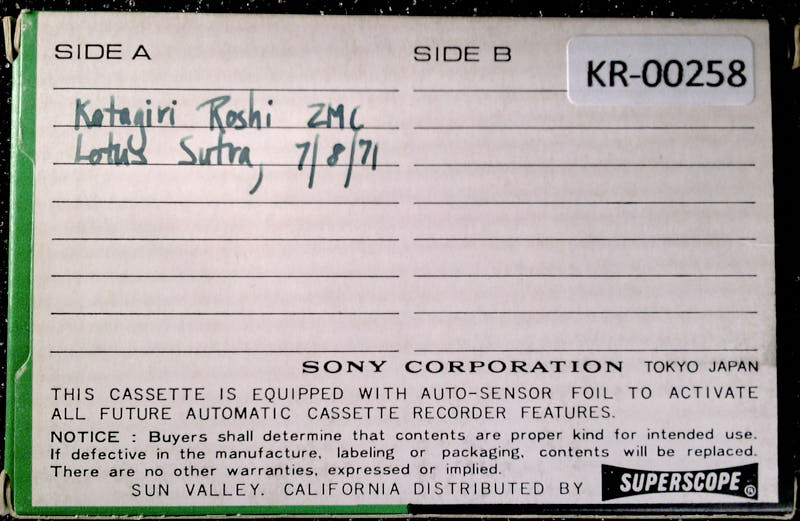 SIDE A
SIDE B
KR-00258
Katagiri Roshi ZMC
Lotus Sutra, 7/8/71
SONY CORPORATION TOKYO JAPAN
THIS CASSETTE IS EQUIPPED WITH AUTO-SENSOR FOIL TO ACTIVATE
ALL FUTURE AUTOMATIC CASSETTE RECORDER FEATURES.
NOTICE : Buyers shall determine that contents are proper kind for intended use.
If defective in the manufacture, labeling or packaging, contents will be replaced.
There are no other warranties, expressed or implied.
SUN VALLEY. CALIFORNIA DISTRIBUTED BY SUPERSCOPE ®